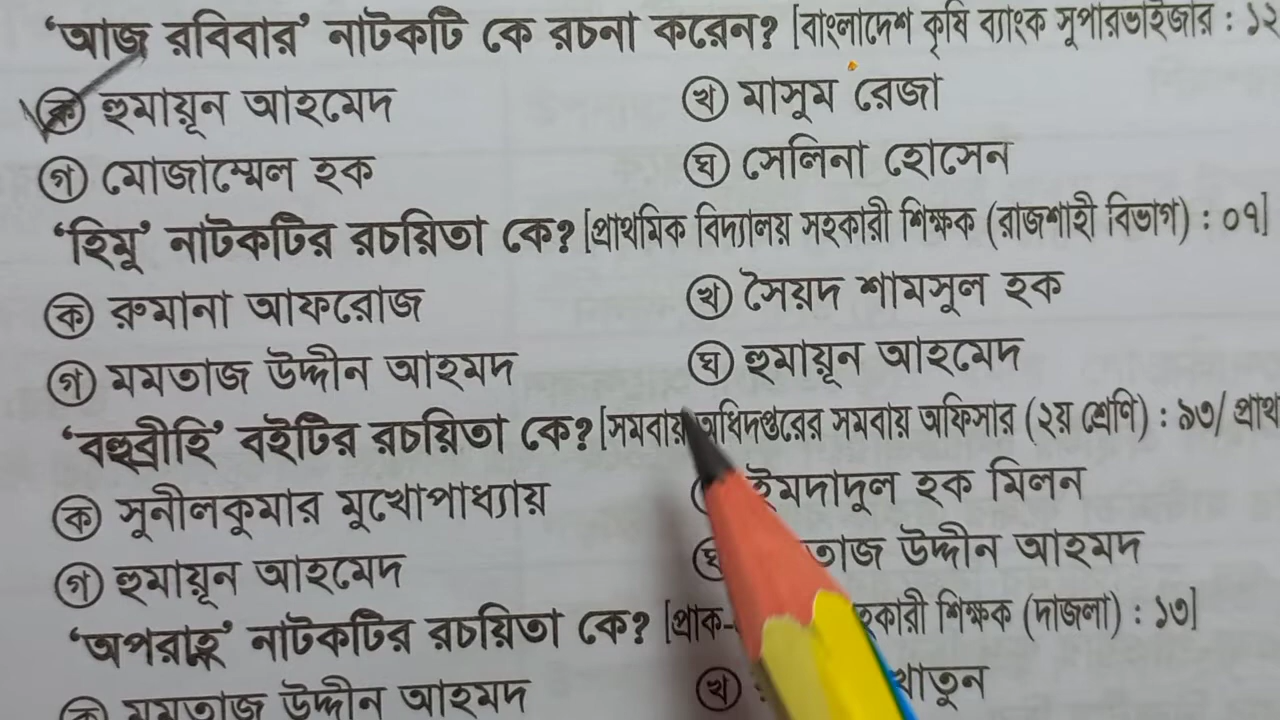 ‘আজ রবিবার’ নাটকটি কে রচনা করেন? [বাংলাদেশ কৃষি ব্যাংক সুপারভাইজার : ১২
ক হুমায়ূন আহমেদ খ মাসুম রেজা
গ মোজাম্মেল হক ঘ সেলিনা হোসেন
‘হিমু’ নাটকটির রচয়িতা কে? [প্রাথমিক বিদ্যালয় সহকারী শিক্ষক (রাজশাহী বিভাগ) : ০৭]
ক রুমানা আফরোজ খ সৈয়দ শামসুল হক
গ মমতাজ উদ্দীন আহমদ ঘ হুমায়ূন আহমেদ
‘বহুব্রীহি’ বইটির রচয়িতা কে? [সমবায় অধিদপ্তরের সমবায় অফিসার (২য় শ্রেণি) : ৯৩/ প্রাথ
ক সুনীলকুমার মুখোপাধ্যায় ইমদাদুল হক মিলন
গ হুমায়ূন আহমেদ ঘ তাজ উদ্দীন আহমদ
‘অপরাহ্ণ’ নাটকটির রচয়িতা কে? [প্রাক- শিক্ষক (দাজলা) : ১৩]
ক মমতাজ উদ্দীন আহমদ খ খাতুন